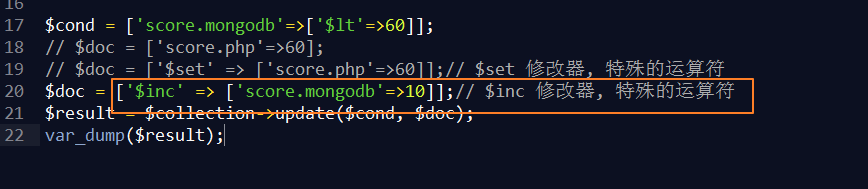 16
17 $cond = ['score.mongodb'=>['$lt'=>60]];
18 // $doc = ['score.php'=>60];
19 // $doc = ['$set' => ['score.php'=>60]];// $set 修改器, 特殊的运算符
20 $doc = ['$inc' => ['score.mongodb'=>10]];// $inc 修改器, 特殊的运算符
21 $result = $collection->update($cond, $doc);
22 var_dump($result);